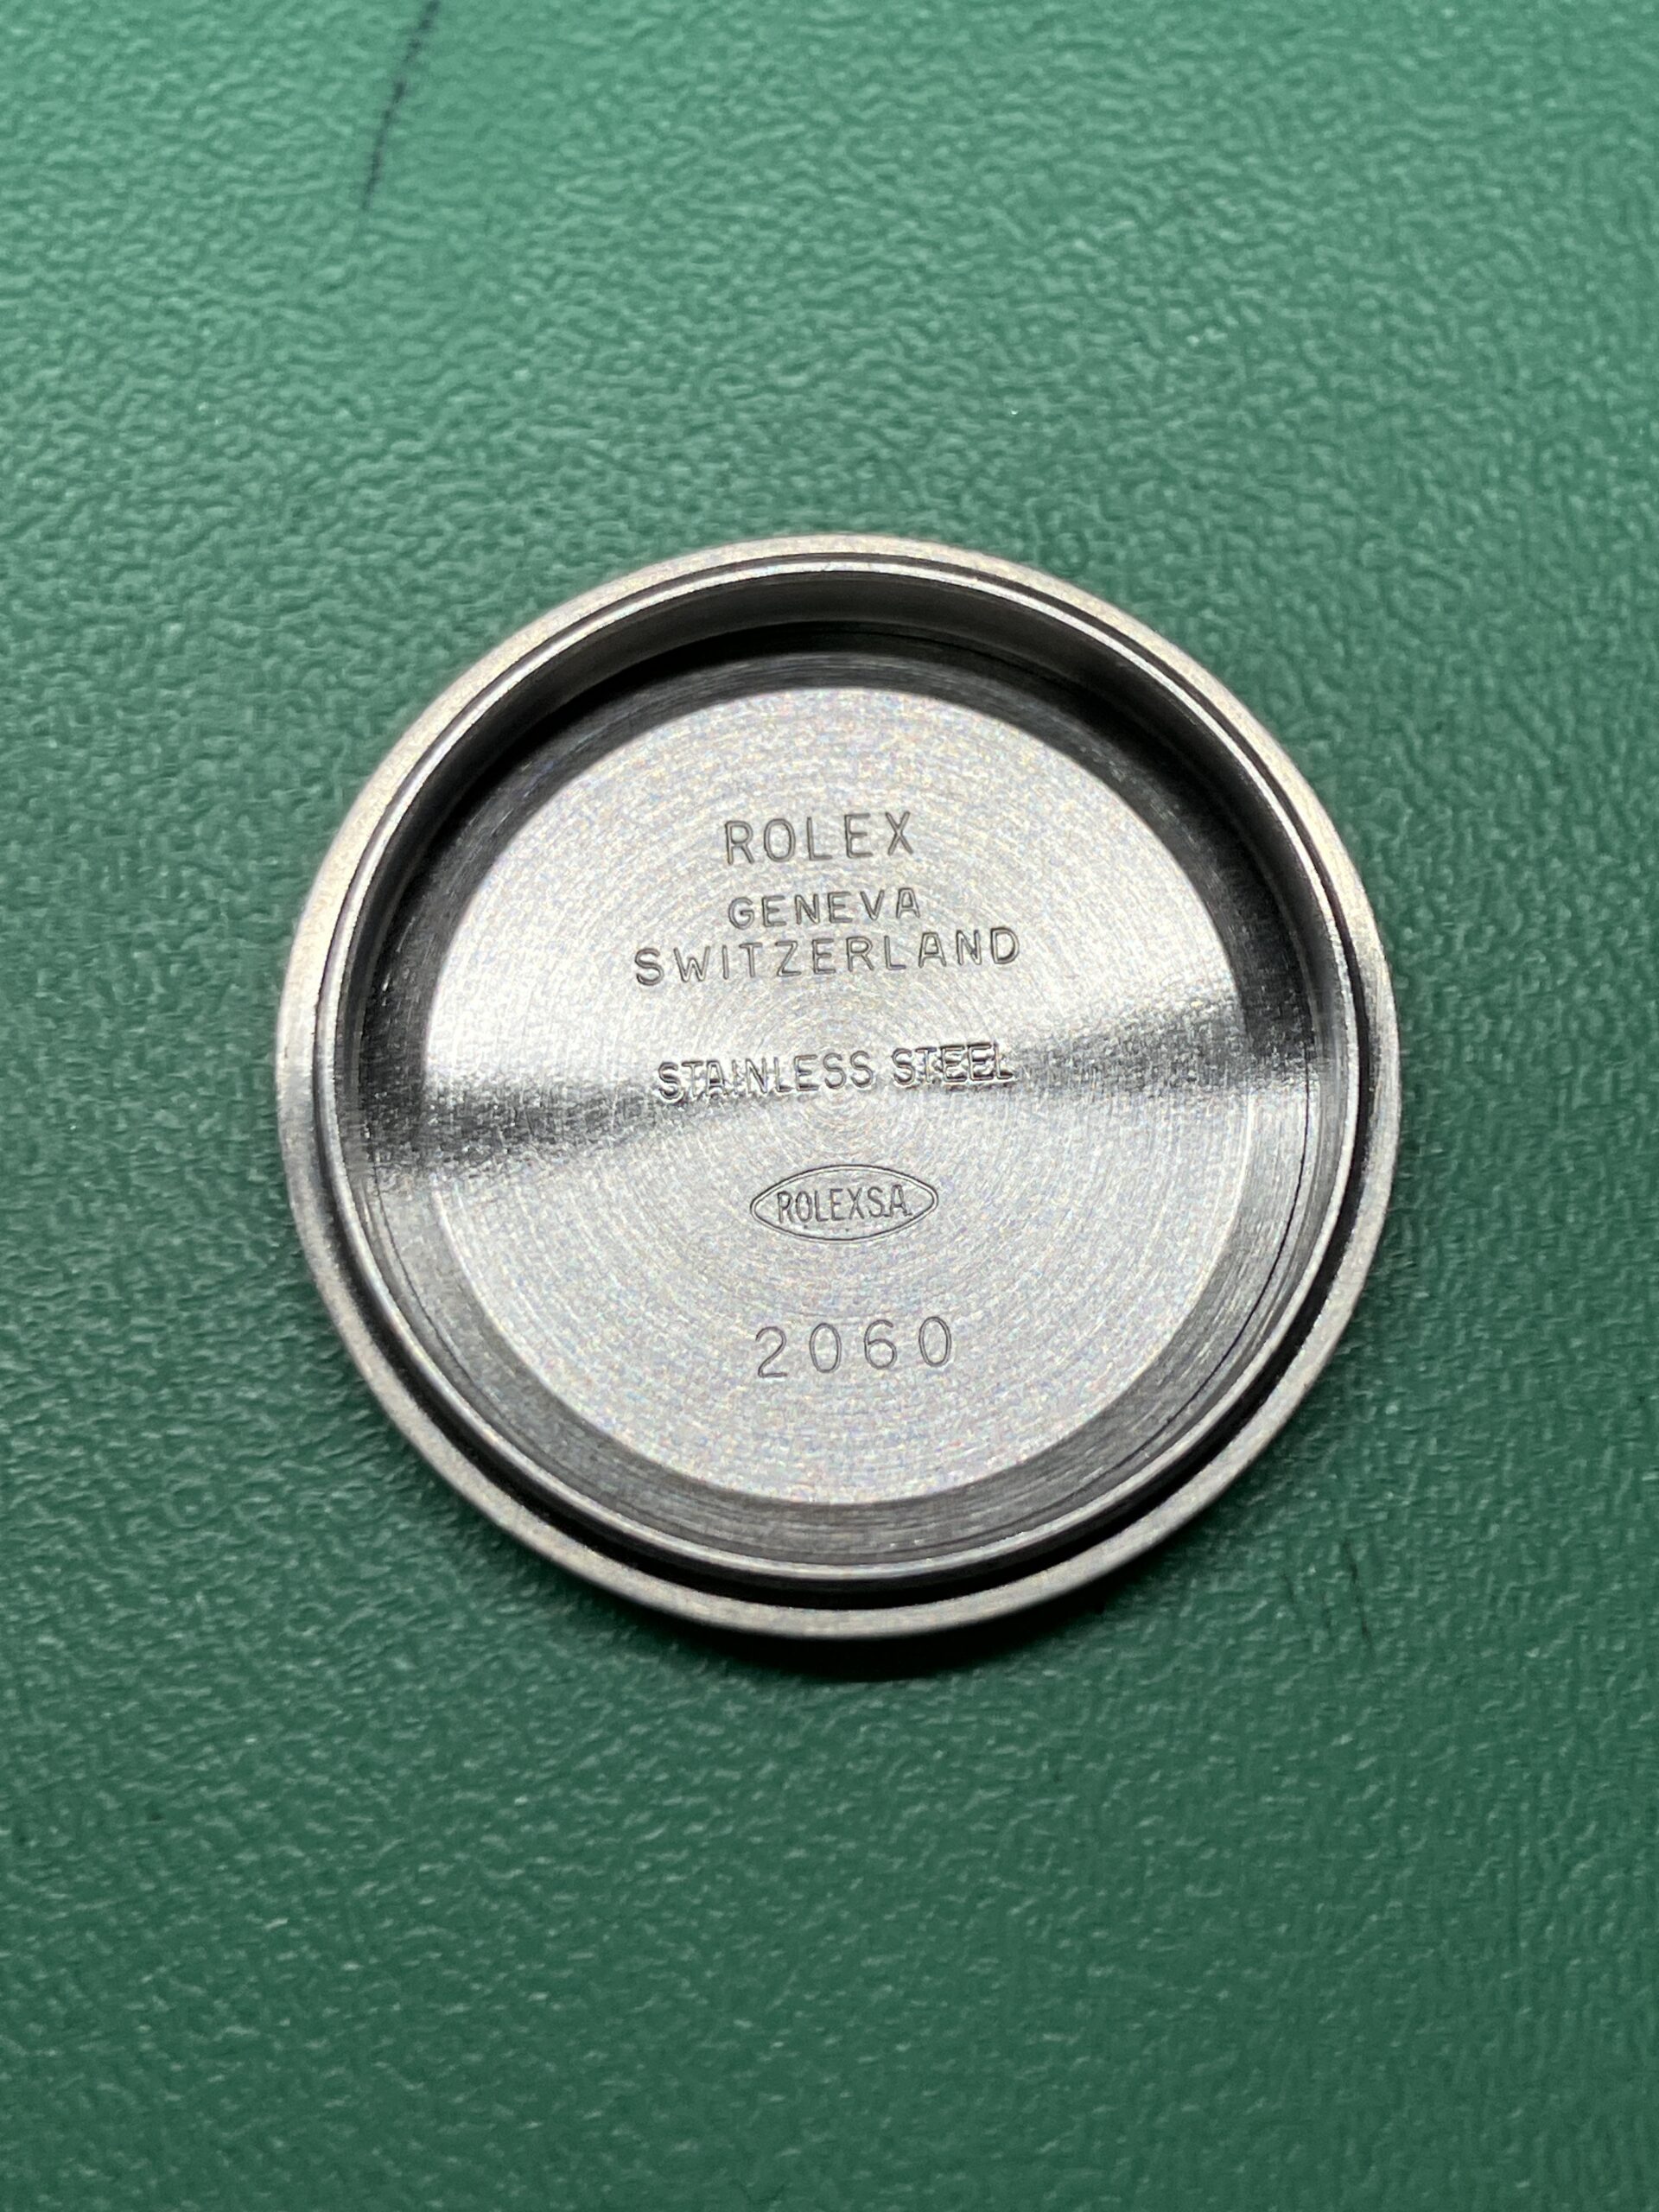 ROLEX
GENEVA
SWITZERLAND
STAINLESS STEEL
ROLEX S.A.
2060